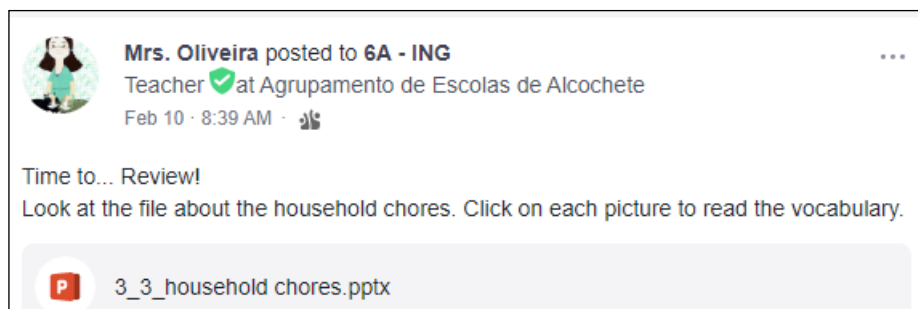 Mrs. Oliveira posted to 6A - ING
Teacher at Agrupamento de Escolas de Alcochete
Feb 10 · 8:39 AM ·
Time to... Review!
Look at the file about the household chores. Click on each picture to read the vocabulary.
P 3_3_household chores.pptx